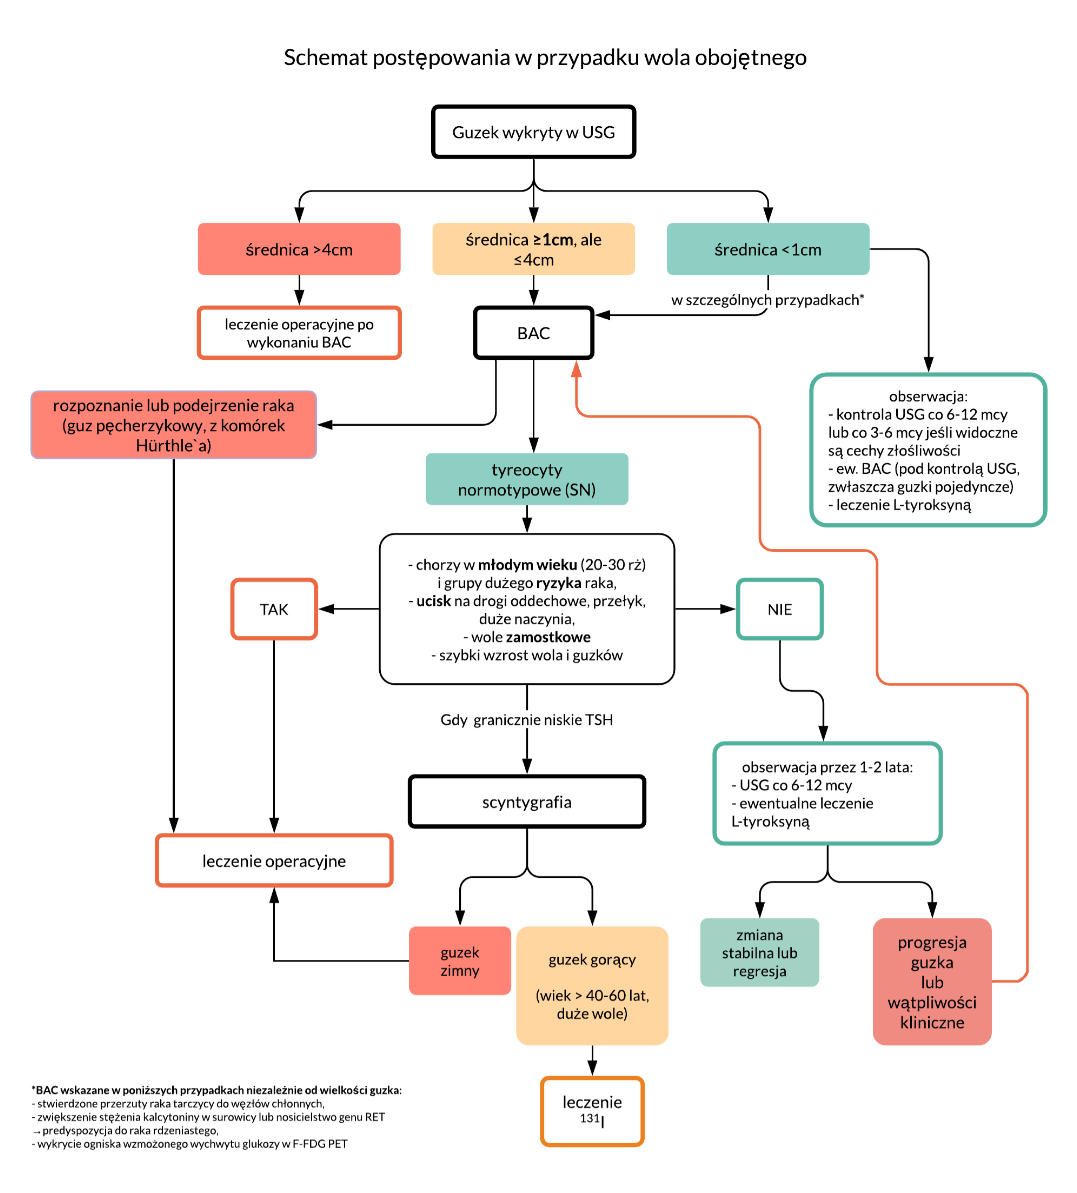 Schemat postępowania w przypadku wola obojętnego
Guzek wykryty w USG
średnica >4cm
średnica ≥1cm, ale
≤4cm
średnica <1cm
w szczególnych przypadkach*
leczenie operacyjne po
wykonaniu BAC
BAC
obserwacja:
- kontrola USG co 6-12 mcy
lub co 3-6 mcy jeśli widoczne
są cechy złośliwości
- ew. BAC (pod kontrolą USG,
zwłaszcza guzki pojedyncze)
- leczenie L-tyroksyną
rozpoznanie lub podejrzenie raka
(guz pęcherzykowy, z komórek
Hürthle`a)
tyreocyty
normotypowe (SN)
- chorzy w młodym wieku (20-30 rż)
i grupy dużego ryzyka raka,
- ucisk na drogi oddechowe, przełyk,
duże naczynia,
- wole zamostkowe
- szybki wzrost wola i guzków
TAK
NIE
Gdy granicznie niskie TSH
scyntygrafia
obserwacja przez 1-2 lata:
- USG co 6-12 mcy
- ewentualne leczenie
L-tyroksyną
leczenie operacyjne
guzek
zimny
guzek gorący
(wiek > 40-60 lat,
duże wole)
zmiana
stabilna lub
regresja
progresja
guzka
lub
wątpliwości
kliniczne
leczenie
¹³¹I
*BAC wskazane w poniższych przypadkach niezależnie od wielkości guzka:
- stwierdzone przerzuty raka tarczycy do węzłów chłonnych,
- zwiększenie stężenia kalcytoniny w surowicy lub nosicielstwo genu RET
→predyspozycja do raka rdzeniastego,
- wykrycie ogniska wzmożonego wychwytu glukozy w F-FDG PET